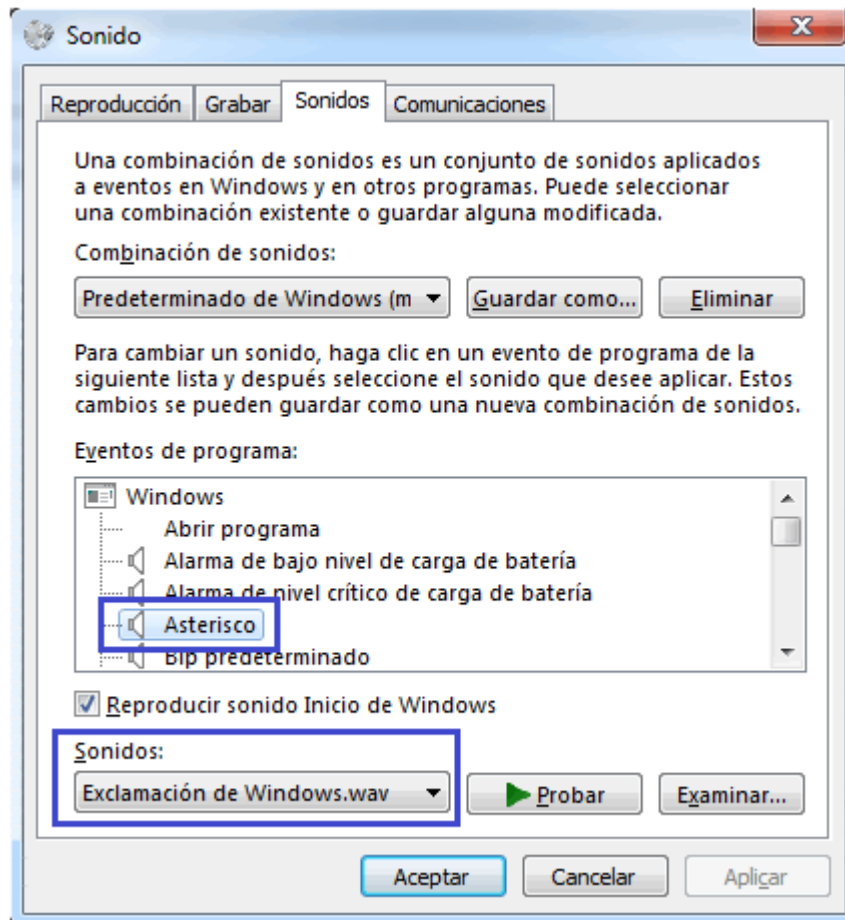 Sonido
Reproducción Grabar Sonidos Comunicaciones
Una combinación de sonidos es un conjunto de sonidos aplicados
a eventos en Windows y en otros programas. Puede seleccionar
una combinación existente o guardar alguna modificada.
Combinación de sonidos:
Predeterminado de Windows (m Guardar como... Eliminar
Para cambiar un sonido, haga clic en un evento de programa de la
siguiente lista y después seleccione el sonido que desee aplicar. Estos
cambios se pueden guardar como una nueva combinación de sonidos.
Eventos de programa:
Windows
Abrir programa
Alarma de bajo nivel de carga de batería
Alarma de nivel crítico de carga de batería
Asterisco
Bip predeterminado
Reproducir sonido Inicio de Windows
Sonidos:
Exclamación de Windows.wav Probar Examinar...
Aceptar Cancelar Aplicar